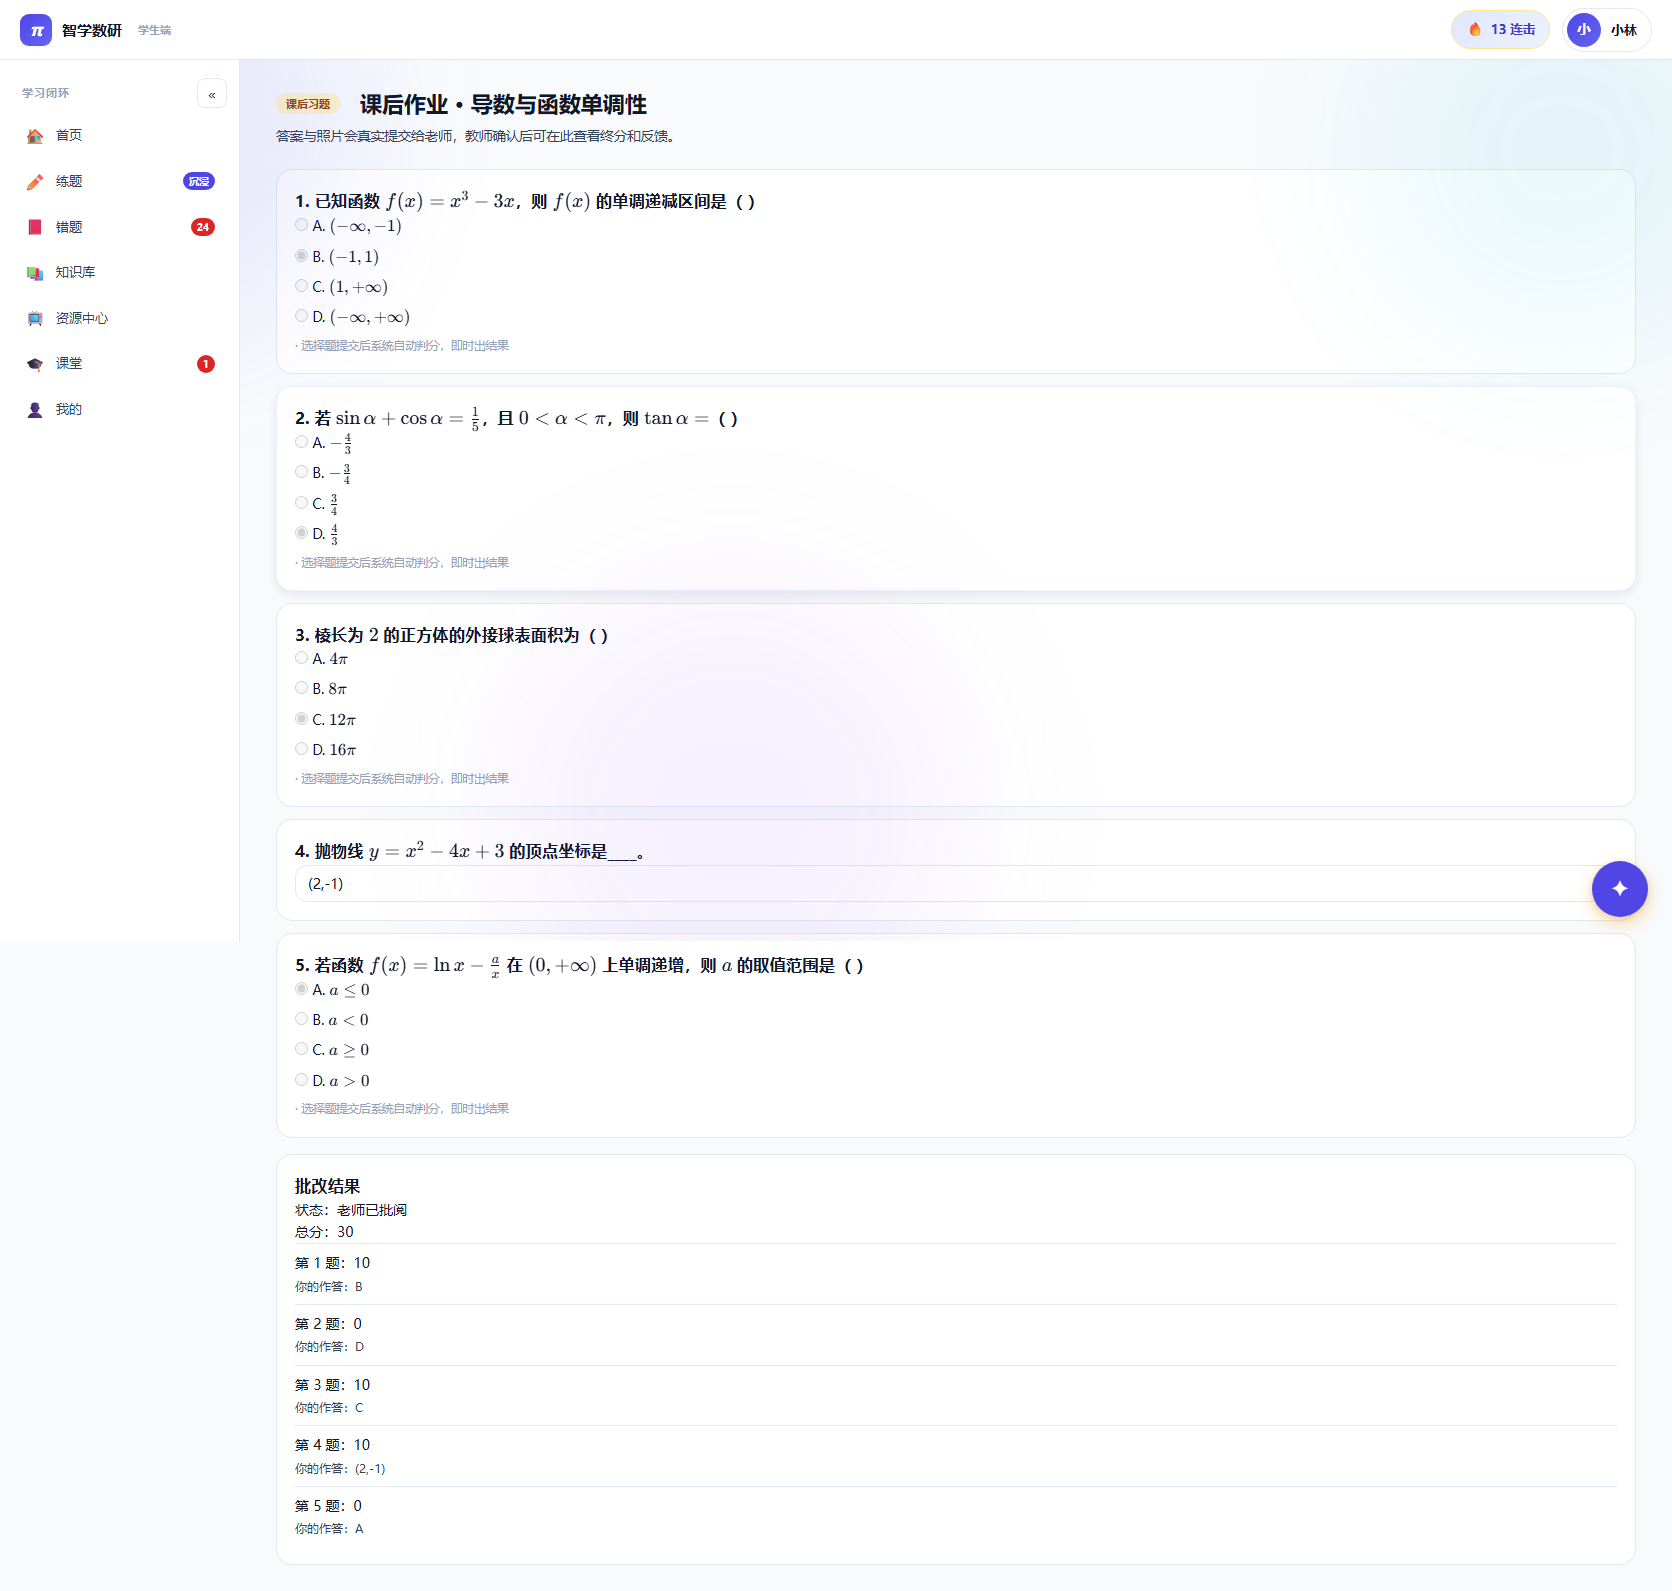 π 智学数研 学生端
13 连击
小 小林
学习闭环 «
首页
练题 沉浸
错题 24
知识库
资源中心
课堂 1
我的
课后习题 课后作业 • 导数与函数单调性
答案与照片会真实提交给老师，教师确认后可在此查看终分和反馈。
1. 已知函数 f(x) = x³ − 3x，则 f(x) 的单调递减区间是（ ）
A. (−∞, −1)
B. (−1, 1)
C. (1, +∞)
D. (−∞, +∞)
· 选择题提交后系统自动判分，即时出结果
2. 若 sin α + cos α = 1/5，且 0 < α < π，则 tan α =（ ）
A. −4/3
B. −3/4
C. 3/4
D. 4/3
· 选择题提交后系统自动判分，即时出结果
3. 棱长为 2 的正方体的外接球表面积为（ ）
A. 4π
B. 8π
C. 12π
D. 16π
· 选择题提交后系统自动判分，即时出结果
4. 抛物线 y = x² − 4x + 3 的顶点坐标是____。
(2,-1)
5. 若函数 f(x) = ln x − a/x 在 (0, +∞) 上单调递增，则 a 的取值范围是（ ）
A. a ≤ 0
B. a < 0
C. a ≥ 0
D. a > 0
· 选择题提交后系统自动判分，即时出结果
批改结果
状态：老师已批阅
总分：30
第 1 题：10
你的作答：B
第 2 题：0
你的作答：D
第 3 题：10
你的作答：C
第 4 题：10
你的作答：(2,-1)
第 5 题：0
你的作答：A